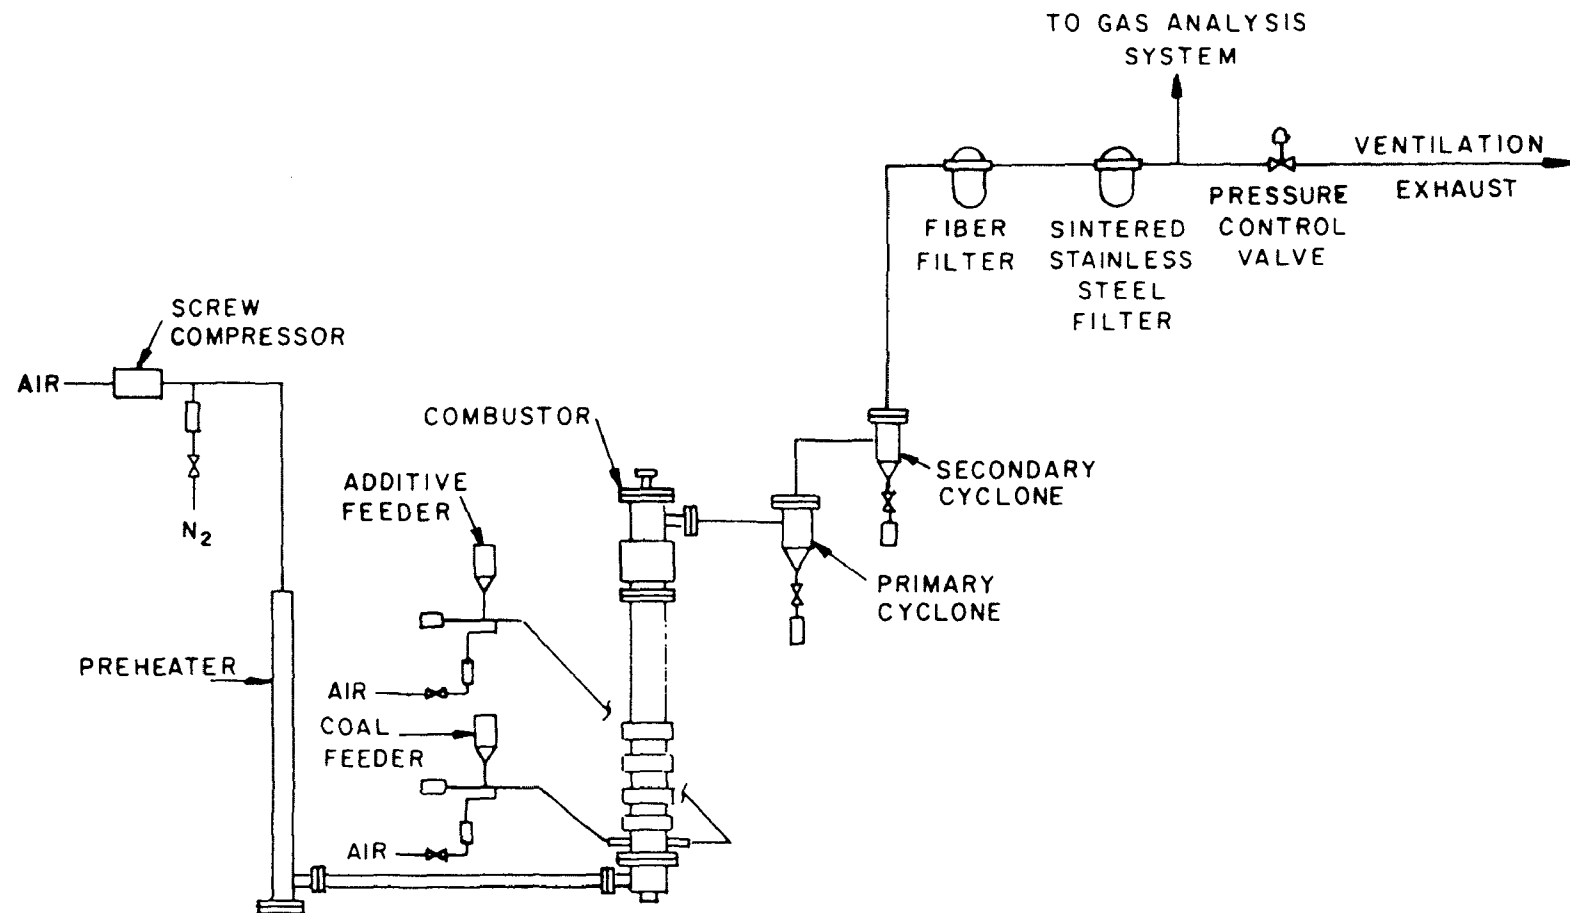 TO GAS ANALYSIS
SYSTEM
VENTILATION
EXHAUST
PRESSURE
CONTROL
VALVE
FIBER
FILTER
SINTERED
STAINLESS
STEEL
FILTER
SCREW
COMPRESSOR
AIR
N2
COMBUSTOR
ADDITIVE
FEEDER
SECONDARY
CYCLONE
PRIMARY
CYCLONE
PREHEATER
AIR
COAL
FEEDER
AIR